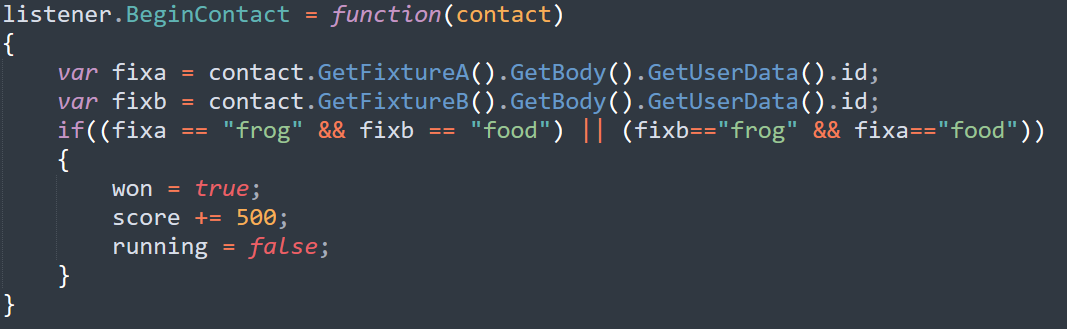 listener.BeginContact = function(contact)
{
    var fixa = contact.GetFixtureA().GetBody().GetUserData().id;
    var fixb = contact.GetFixtureB().GetBody().GetUserData().id;
    if((fixa == "frog" && fixb == "food") || (fixb=="frog" && fixa=="food"))
    {
        won = true;
        score += 500;
        running = false;
    }
}